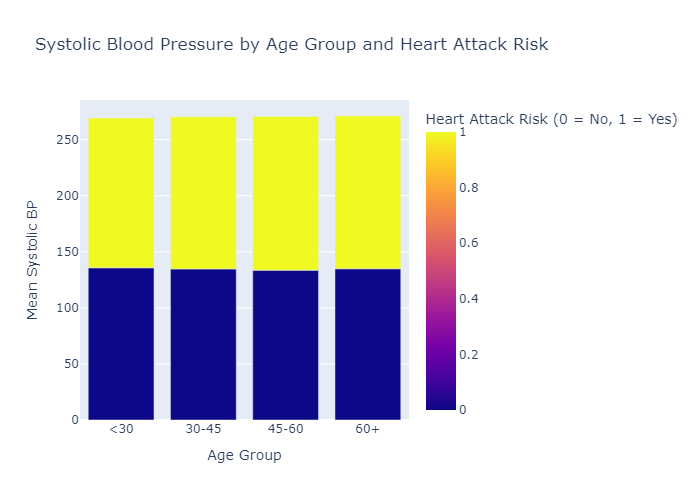 Systolic Blood Pressure by Age Group and Heart Attack Risk
Heart Attack Risk (0 = No, 1 = Yes)
1
0.8
0.6
0.4
0.2
0
250
200
150
100
50
0
Mean Systolic BP
<30 30-45 45-60 60+
Age Group